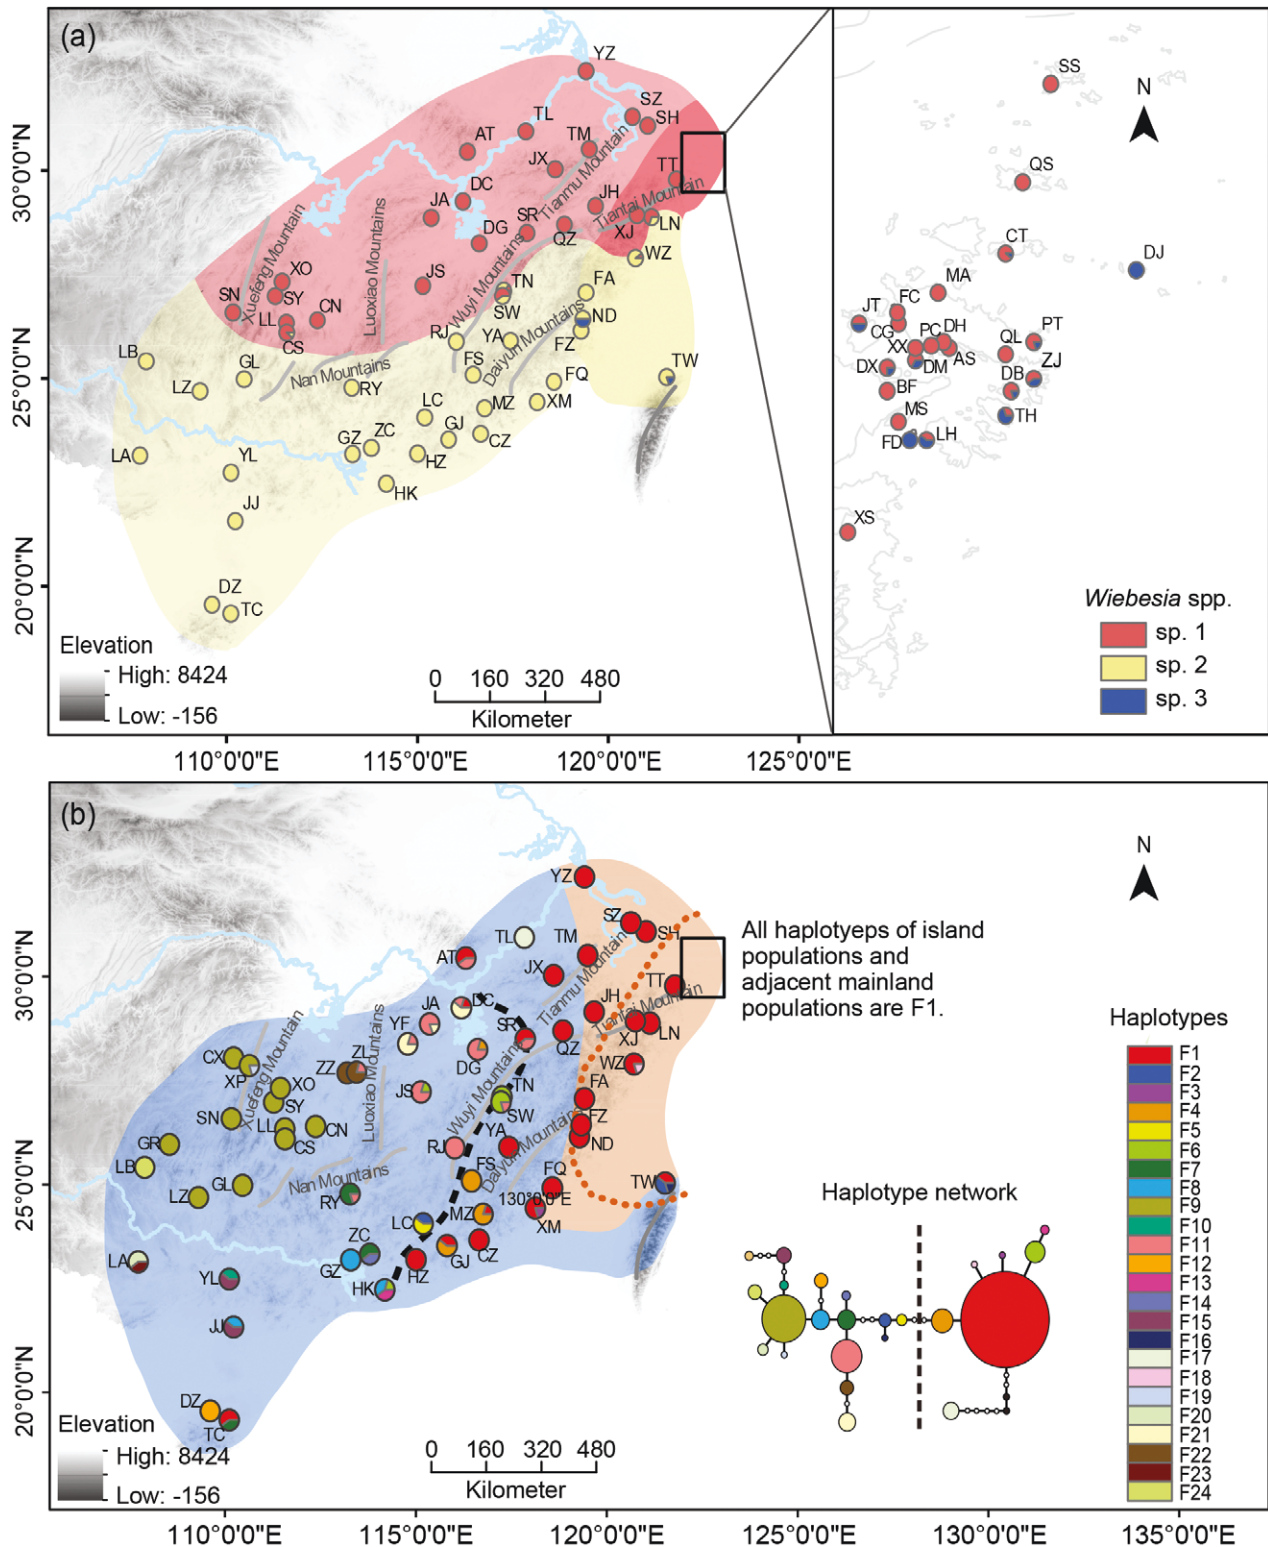 (a)
YZ
SZ
SH
TL
AT
TM
JX
Tianmu Mountain
TT
DC
JA
JH
Tiantai Mountain
SR
DG
QZ
XJ
LN
WZ
Xuefeng Mountain
Luoxiao Mountains
Wuyi Mountains
XO
SN
SY
CN
JS
LL
CS
TN
SW
FA
ND
RJ
YA
FZ
Daiyun Mountains
LB
GL
LZ
Nan Mountains
RY
FS
FQ
TW
LC
MZ
XM
GJ
CZ
GZ
ZC
HZ
LA
YL
HK
JJ
DZ
TC
30°0'0"N
25°0'0"N
20°0'0"N
Elevation
High: 8424
Low: -156
0 160 320 480
Kilometer
110°0'0"E 115°0'0"E 120°0'0"E 125°0'0"E
SS
N
QS
CT
DJ
MA
JT
FC
CG
PC
DH
XX
AS
QL
PT
ZJ
DX
DM
DB
BF
MS
TH
FD
LH
XS
Wiebesia spp.
sp. 1
sp. 2
sp. 3
(b)
N
YZ
SZ
SH
TL
TM
AT
JX
Tianmu Mountain
TT
JA
DC
JH
Tiantai Mountain
YF
SR
QZ
XJ
LN
DG
WZ
CX
XP
Xuefeng Mountain
ZZ
ZL
Luoxiao Mountains
XO
SY
JS
Wuyi Mountains
TN
SW
FA
SN
LL
CN
CS
YA
FZ
ND
Daiyun Mountains
GR
LB
RJ
GL
LZ
Nan Mountains
RY
FS
FQ
130°0'0"E
TW
MZ
XM
LC
GJ
CZ
ZC
GZ
HZ
LA
YL
HK
JJ
DZ
TC
All haplotyeps of island
populations and
adjacent mainland
populations are F1.
30°0'0"N
25°0'0"N
20°0'0"N
Elevation
High: 8424
Low: -156
0 160 320 480
Kilometer
Haplotype network
Haplotypes
F1
F2
F3
F4
F5
F6
F7
F8
F9
F10
F11
F12
F13
F14
F15
F16
F17
F18
F19
F20
F21
F22
F23
F24
110°0'0"E 115°0'0"E 120°0'0"E 125°0'0"E 130°0'0"E 135°0'0"E